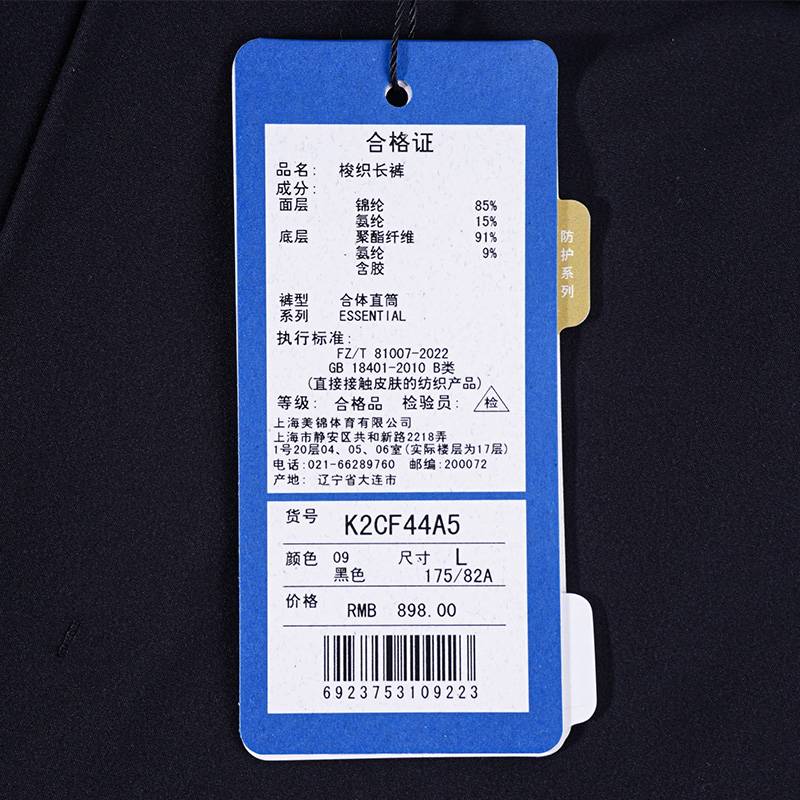 合格证
品名： 梭织长裤
成分：
面层 锦纶 85%
氨纶 15%
底层 聚酯纤维 91%
氨纶 9%
含胶
裤型 合体直筒
系列 ESSENTIAL
执行标准：
FZ/T 81007-2022
GB 18401-2010 B类
(直接接触皮肤的纺织产品)
等级： 合格品 检验员： 检
上海美锦体育有限公司
上海市静安区共和新路2218弄
1号20层04、05、06室(实际楼层为17层)
电话:021-66289760 邮编:200072
产地： 辽宁省大连市
货号 K2CF44A5
颜色 09 尺寸 L
黑色 175/82A
价格 RMB 898.00
6923753109223
防护系列